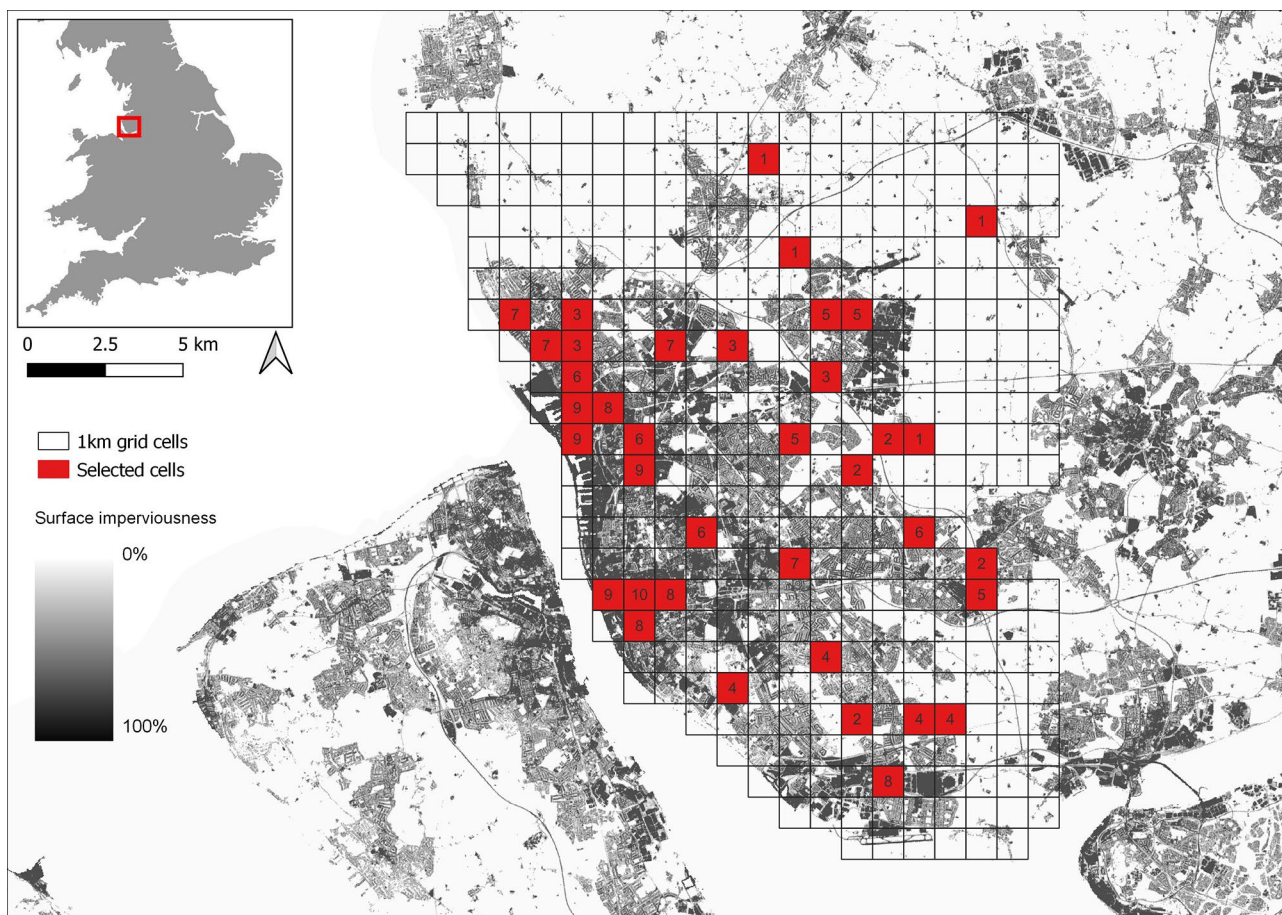 0 2.5 5 km
1km grid cells
Selected cells
Surface imperviousness
0%
100%
1
1
1
7 3 5 5
7 3 7 3
6 3
9 8
9 6 5 2 1
9 2
6 6
7 2
9 10 8 5
8
4
4
2 4 4
8